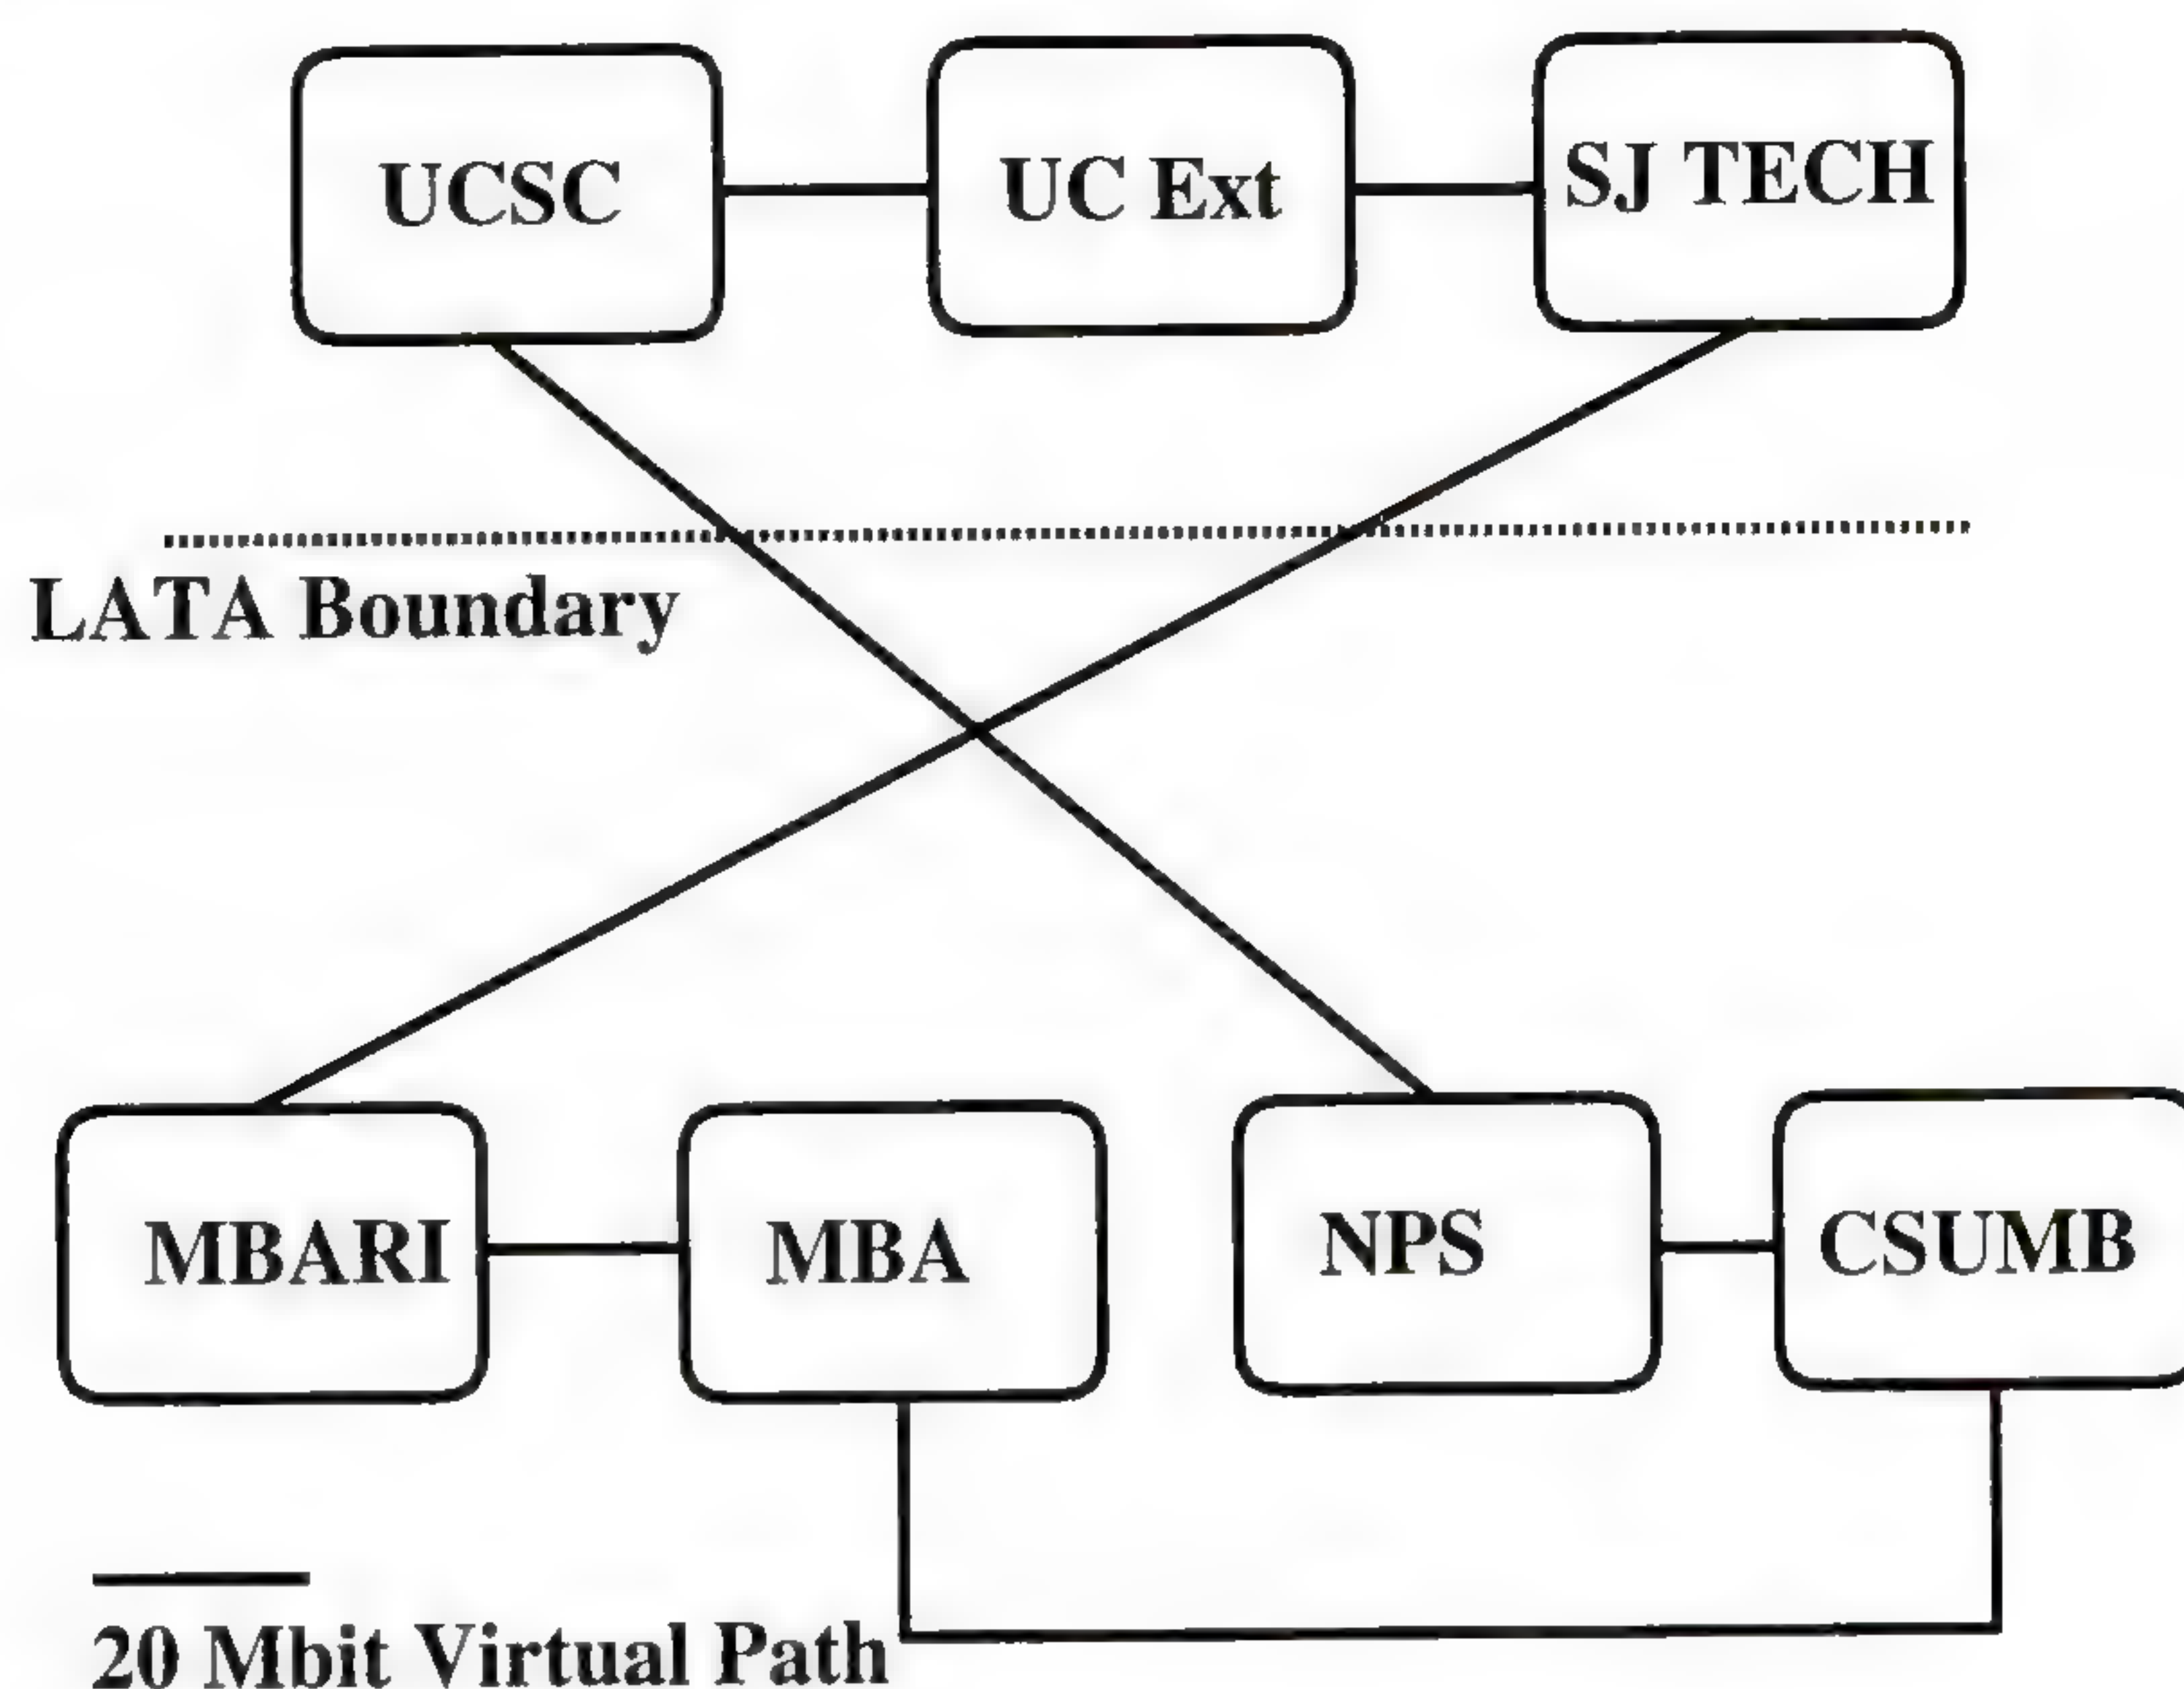 UCSC
UC Ext
SJ TECH
LATA Boundary
MBARI
MBA
NPS
CSUMB
20 Mbit Virtual Path